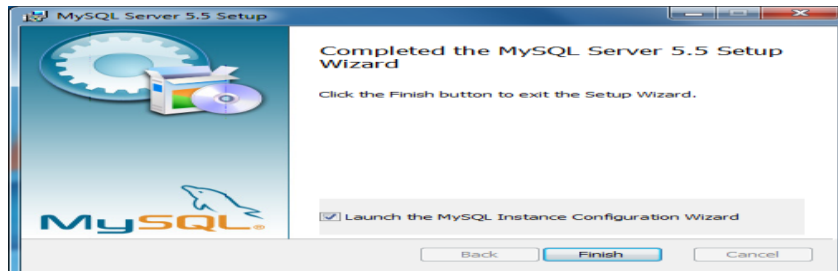 MySQL Server 5.5 Setup
Completed the MySQL Server 5.5 Setup
Wizard
Click the Finish button to exit the Setup Wizard.
MySQL®
Launch the MySQL Instance Configuration Wizard
Back Finish Cancel